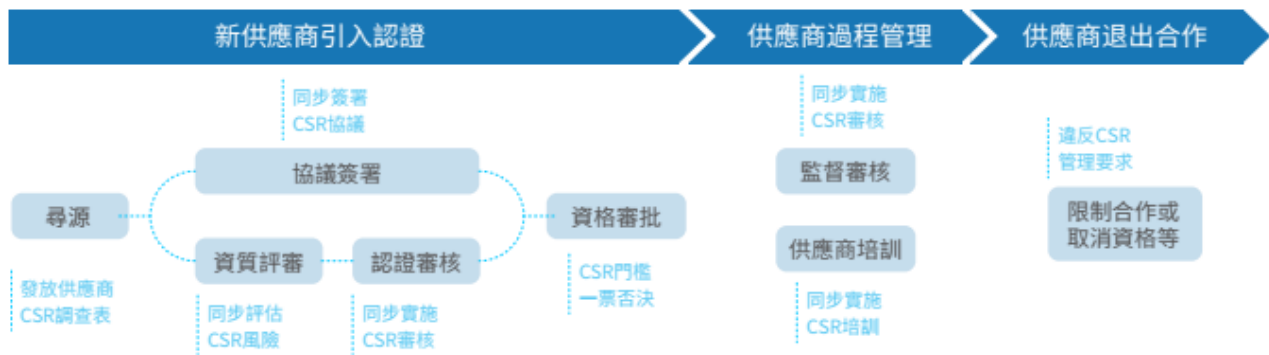 新供應商引入認證
供應商過程管理
供應商退出合作
同步簽署
CSR協議
協議簽署
尋源
發放供應商
CSR調查表
資質評審
同步評估
CSR風險
認證審核
同步實施
CSR審核
資格審批
CSR門檻
一票否決
同步實施
CSR審核
監督審核
供應商培訓
同步實施
CSR培訓
違反CSR
管理要求
限制合作或
取消資格等